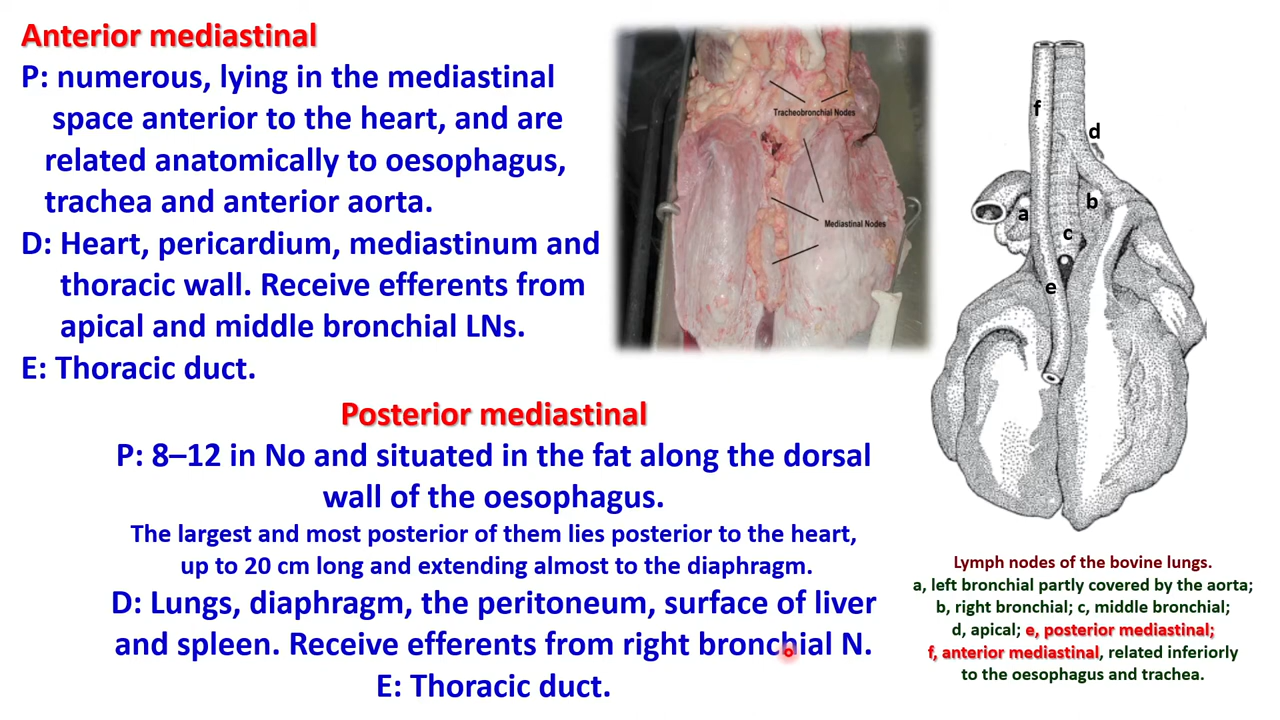 Anterior mediastinal
P: numerous, lying in the mediastinal
space anterior to the heart, and are
related anatomically to oesophagus,
trachea and anterior aorta.
D: Heart, pericardium, mediastinum and
thoracic wall. Receive efferents from
apical and middle bronchial LNs.
E: Thoracic duct.
Posterior mediastinal
P: 8–12 in No and situated in the fat along the dorsal
wall of the oesophagus.
The largest and most posterior of them lies posterior to the heart,
up to 20 cm long and extending almost to the diaphragm.
D: Lungs, diaphragm, the peritoneum, surface of liver
and spleen. Receive efferents from right bronchial N.
E: Thoracic duct.
Tracheobronchial Nodes
Mediastinal Nodes
f
d
a
b
c
e
Lymph nodes of the bovine lungs.
a, left bronchial partly covered by the aorta;
b, right bronchial; c, middle bronchial;
d, apical; e, posterior mediastinal;
f, anterior mediastinal, related inferiorly
to the oesophagus and trachea.